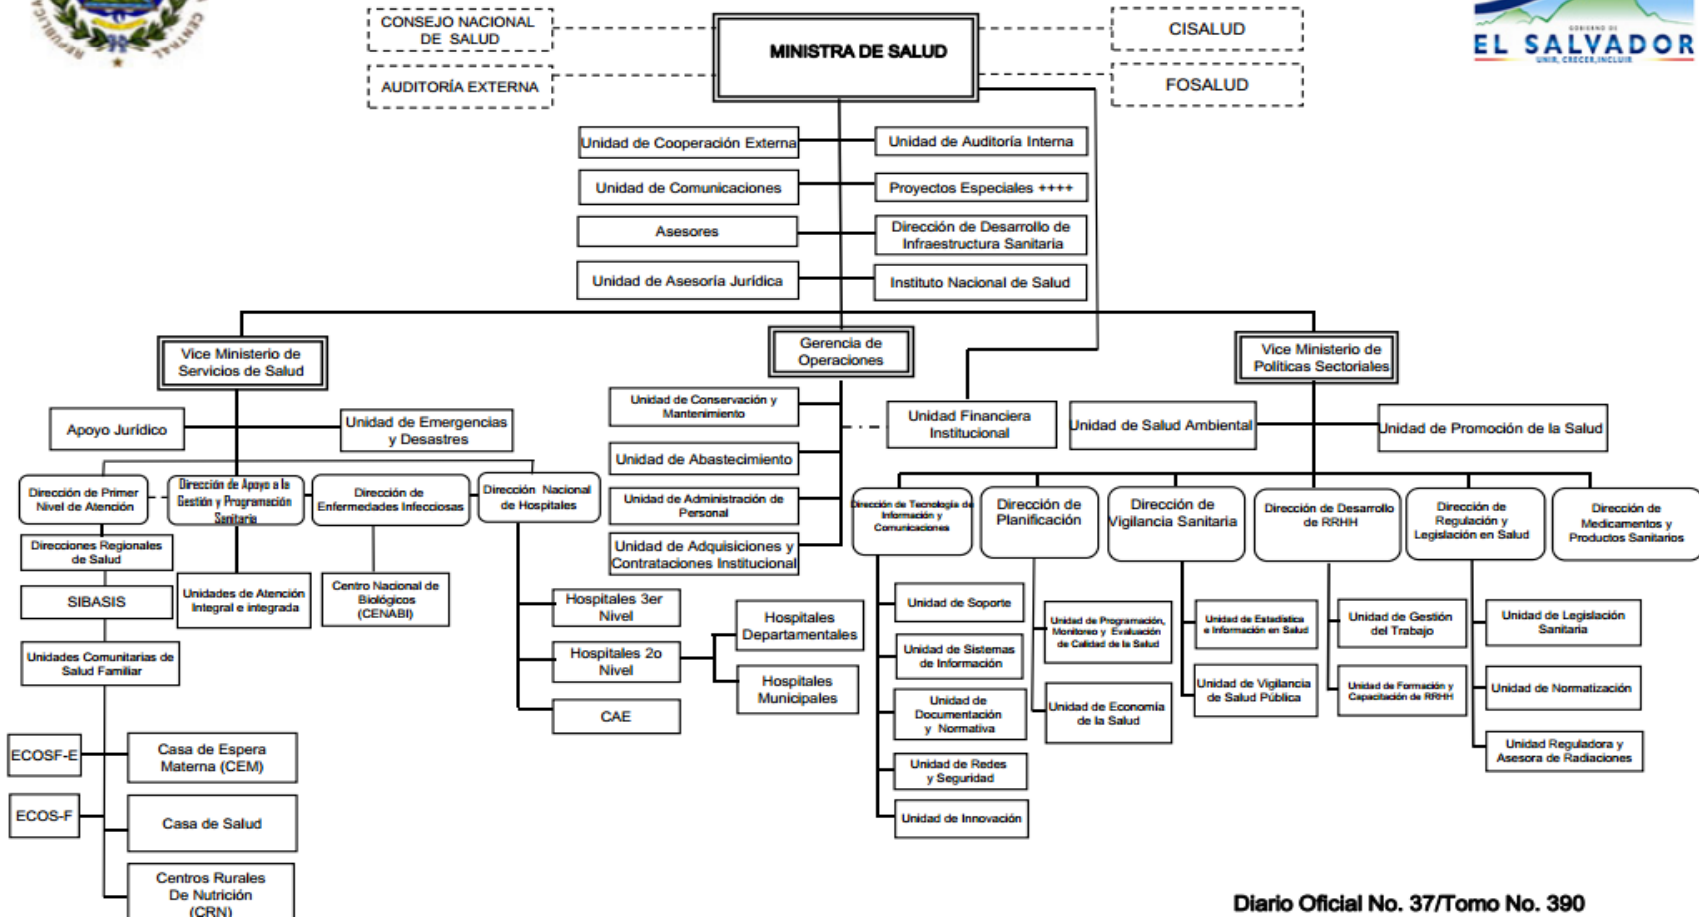 REPUBLICA
CENTRAL
CONSEJO NACIONAL
DE SALUD
AUDITORÍA EXTERNA
MINISTRA DE SALUD
CISALUD
FOSALUD
GOBIERNO DE
EL SALVADOR
UNIR, CRECER, INCLUIR
Unidad de Cooperación Externa
Unidad de Auditoría Interna
Unidad de Comunicaciones
Proyectos Especiales ++++
Asesores
Dirección de Desarrollo de
Infraestructura Sanitaria
Unidad de Asesoría Jurídica
Instituto Nacional de Salud
Vice Ministerio de
Servicios de Salud
Gerencia de
Operaciones
Vice Ministerio de
Políticas Sectoriales
Apoyo Jurídico
Unidad de Emergencias
y Desastres
Unidad de Conservación y
Mantenimiento
Unidad Financiera
Institucional
Unidad de Salud Ambiental
Unidad de Promoción de la Salud
Unidad de Abastecimiento
Unidad de Administración de
Personal
Unidad de Adquisiciones y
Contrataciones Institucional
Dirección de Primer
Nivel de Atención
Dirección de Apoyo a la
Gestión y Programación
Sanitaria
Dirección de
Enfermedades Infecciosas
Dirección Nacional
de Hospitales
Dirección de Tecnología de
Información y
Comunicaciones
Dirección de
Planificación
Dirección de
Vigilancia Sanitaria
Dirección de Desarrollo
de RRHH
Dirección de
Regulación y
Legislación en Salud
Dirección de
Medicamentos y
Productos Sanitarios
Direcciones Regionales
de Salud
SIBASIS
Unidades Comunitarias de
Salud Familiar
Unidades de Atención
Integral e integrada
Centro Nacional de
Biológicos
(CENABI)
Hospitales 3er
Nivel
Hospitales 2o
Nivel
CAE
Hospitales
Departamentales
Hospitales
Municipales
Unidad de Soporte
Unidad de Sistemas
de Información
Unidad de
Documentación
y Normativa
Unidad de Redes
y Seguridad
Unidad de Innovación
Unidad de Programación,
Monitoreo y Evaluación
de Calidad de la Salud
Unidad de Economía
de la Salud
Unidad de Estadística
e Información en Salud
Unidad de Vigilancia
de Salud Pública
Unidad de Gestión
del Trabajo
Unidad de Formación y
Capacitación de RRHH
Unidad de Legislación
Sanitaria
Unidad de Normatización
Unidad Reguladora y
Asesora de Radiaciones
ECOSF-E
Casa de Espera
Materna (CEM)
ECOS-F
Casa de Salud
Centros Rurales
De Nutrición
(CRN)
Diario Oficial No. 37/Tomo No. 390